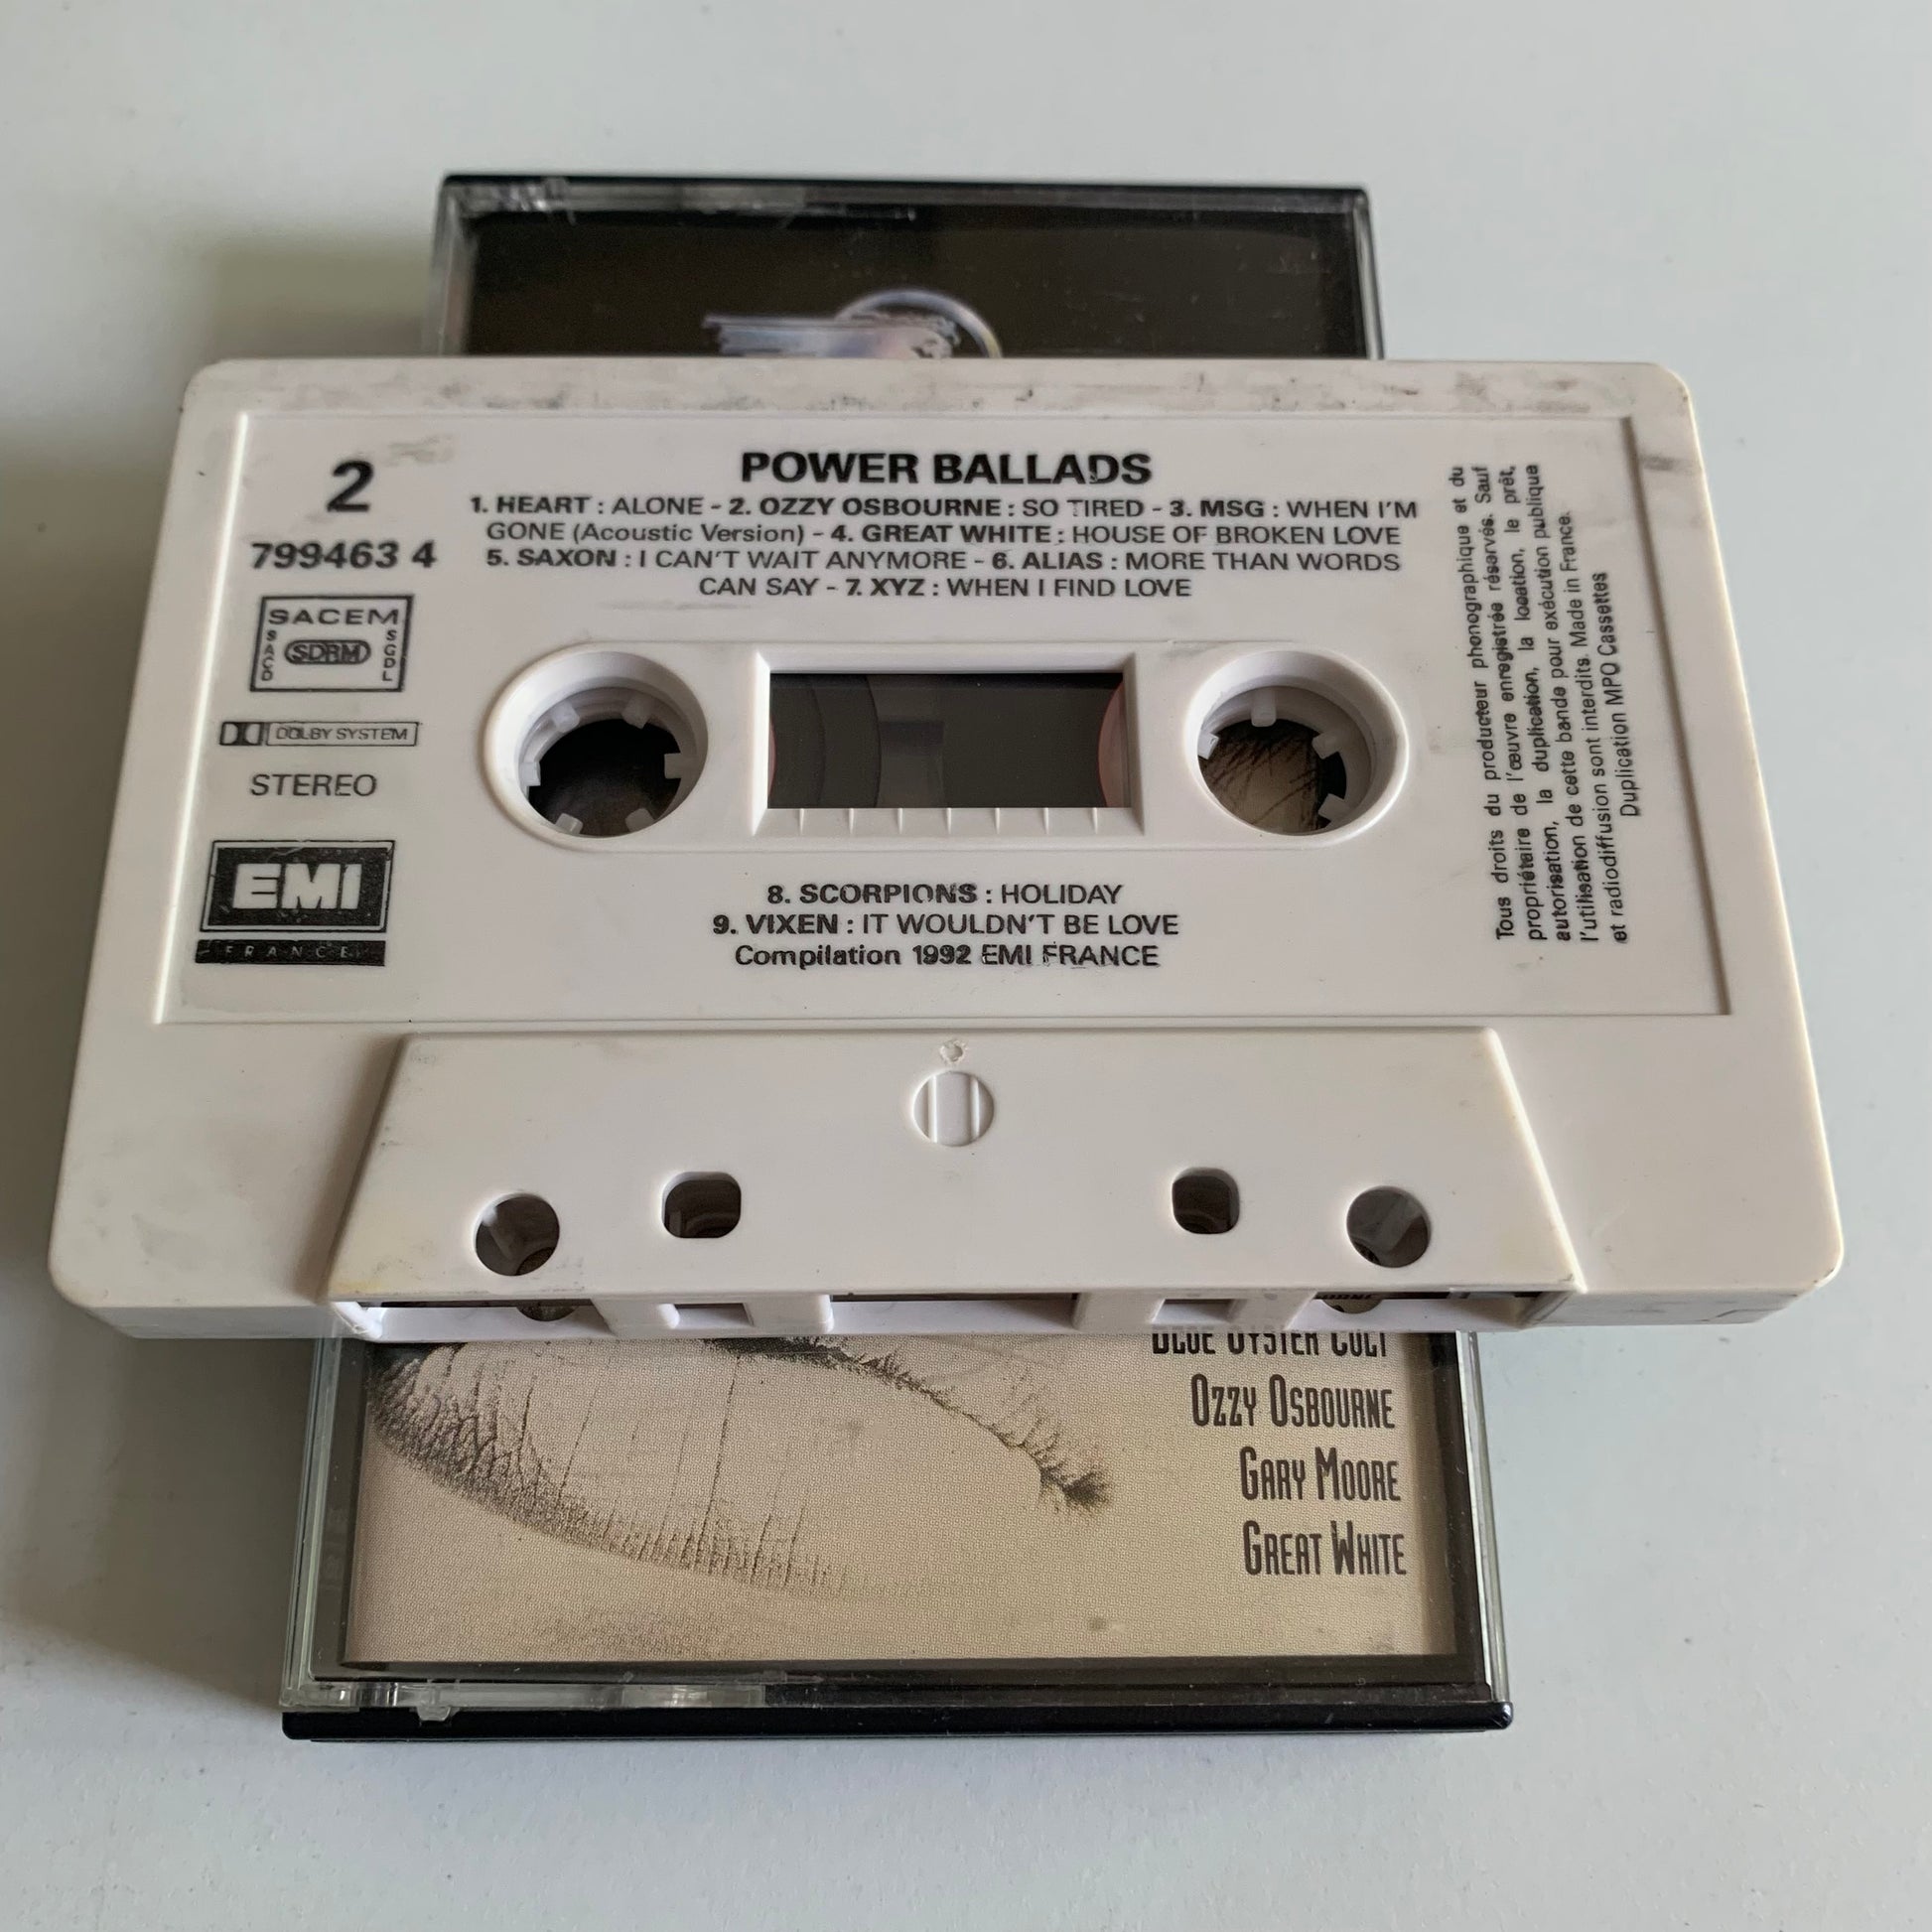 2
799463 4
SACEM
SACD
SDRM
SGDL
DOLBY SYSTEM
STEREO
EMI
FRANCE
POWER BALLADS
1. HEART : ALONE - 2. OZZY OSBOURNE : SO TIRED - 3. MSG : WHEN I'M
GONE (Acoustic Version) - 4. GREAT WHITE : HOUSE OF BROKEN LOVE
5. SAXON : I CAN'T WAIT ANYMORE - 6. ALIAS : MORE THAN WORDS
CAN SAY - 7. XYZ : WHEN I FIND LOVE
8. SCORPIONS : HOLIDAY
9. VIXEN : IT WOULDN'T BE LOVE
Compilation 1992 EMI FRANCE
Tous droits du producteur phonographique et du
propriétaire de l'œuvre enregistrée réservés. Sauf
autorisation, la duplication, la location, le prêt,
l'utilisation de cette bande pour exécution publique
et radiodiffusion sont interdits. Made in France.
Duplication MPO Cassettes
BLUE OYSTER CULT
OZZY OSBOURNE
GARY MOORE
GREAT WHITE